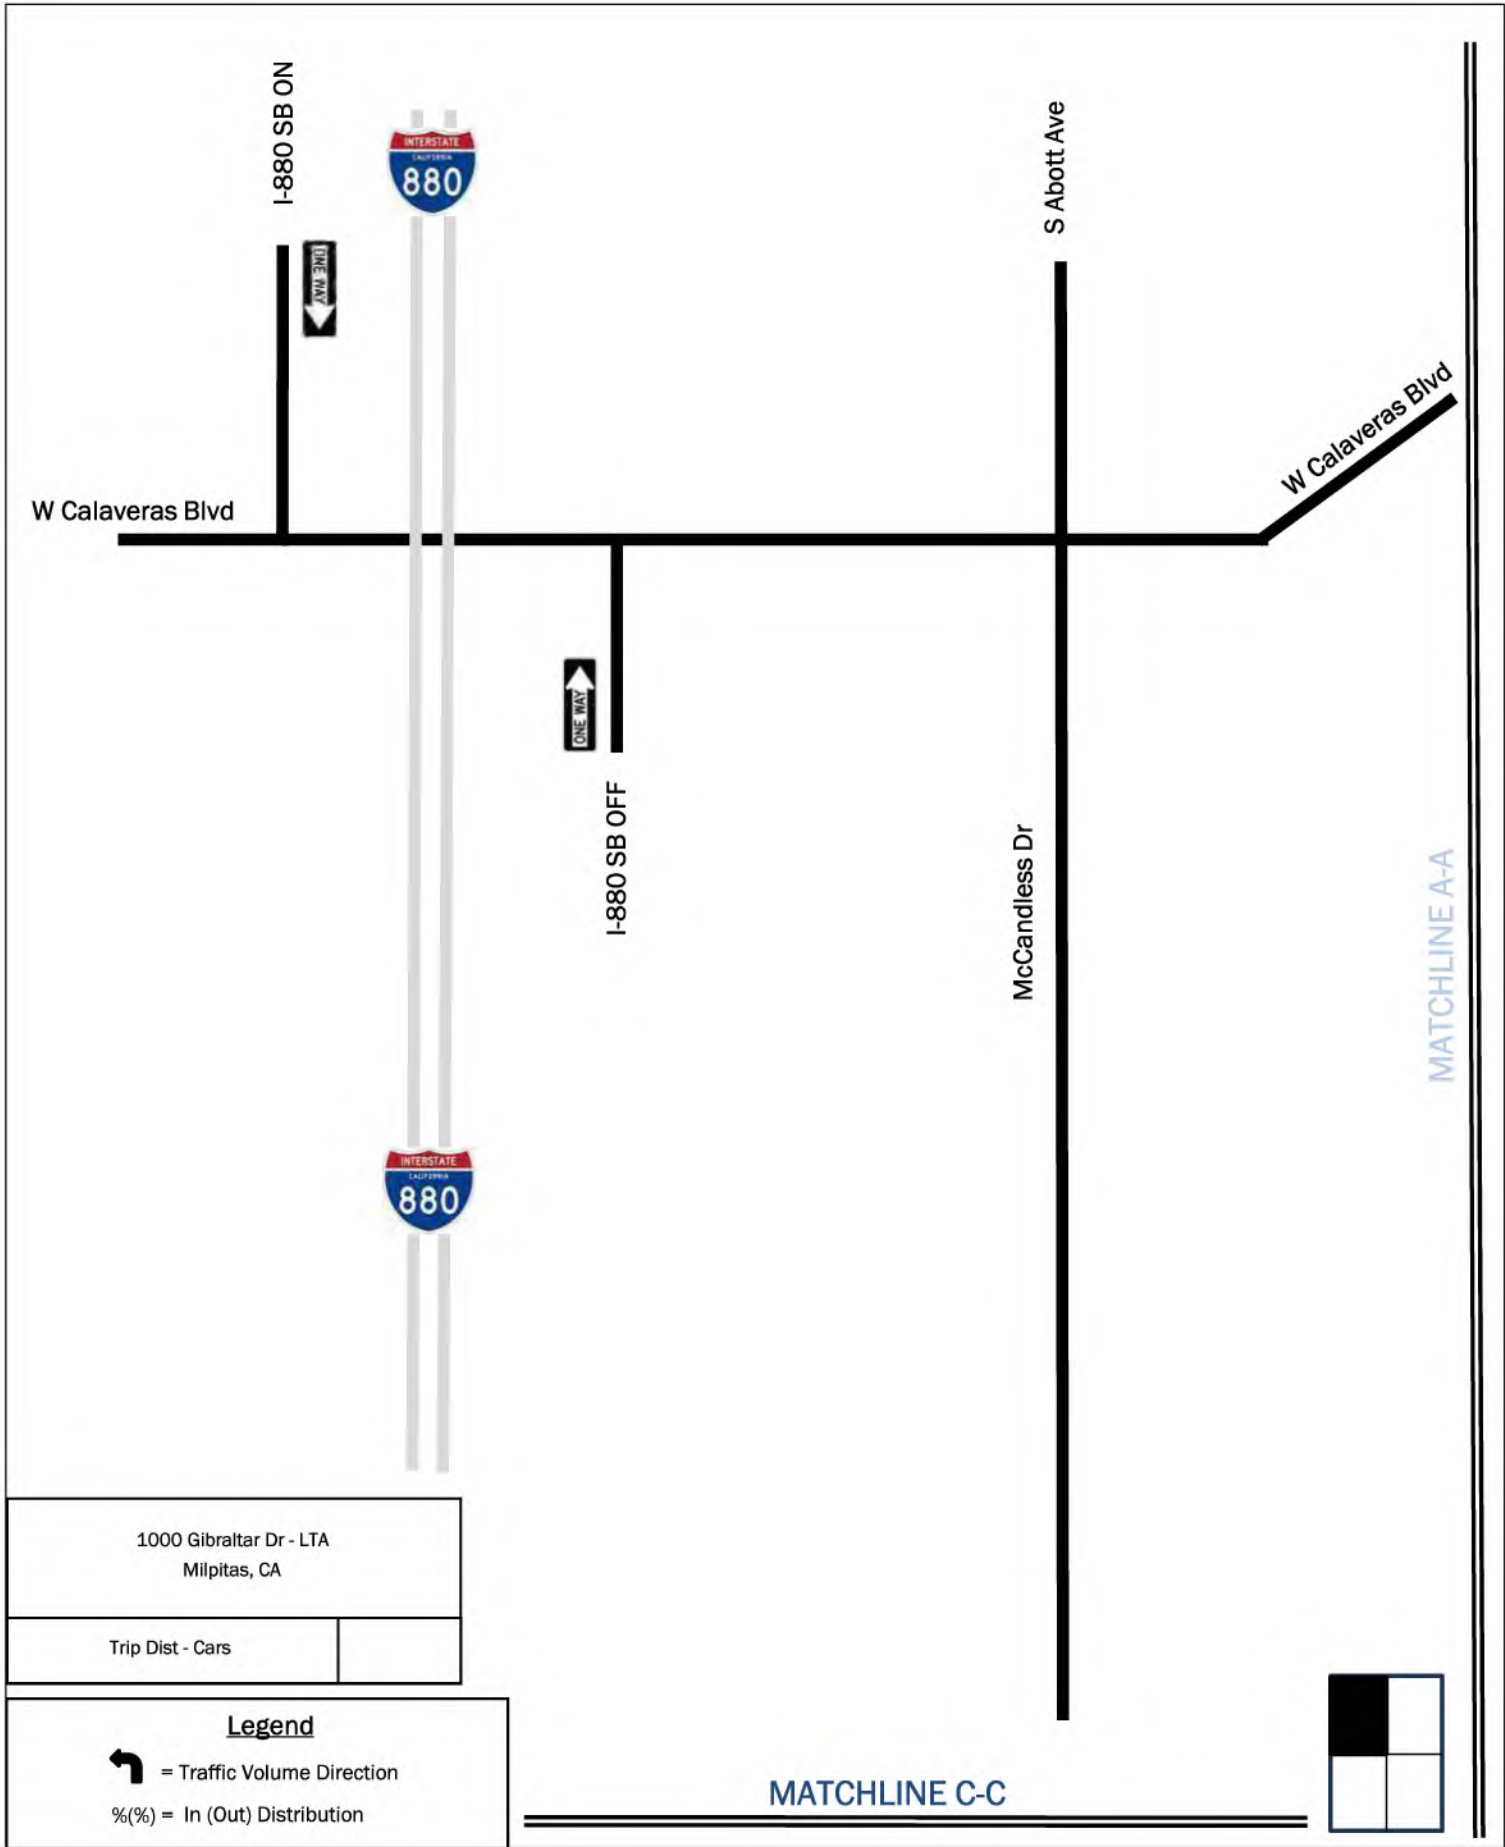 I-880 SB ON
INTERSTATE
CALIFORNIA
880
S Abott Ave
ONE WAY
W Calaveras Blvd
W Calaveras Blvd
ONE WAY
I-880 SB OFF
McCandless Dr
MATCHLINE A-A
INTERSTATE
CALIFORNIA
880
1000 Gibraltar Dr - LTA
Milpitas, CA
Trip Dist - Cars
Legend
= Traffic Volume Direction
%(%) = In (Out) Distribution
MATCHLINE C-C